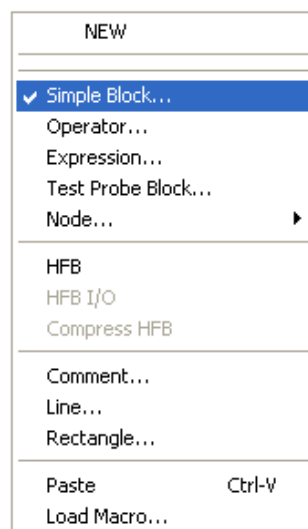 NEW
Simple Block...
Operator...
Expression...
Test Probe Block...
Node...
HFB
HFB I/O
Compress HFB
Comment...
Line...
Rectangle...
Paste Ctrl-V
Load Macro...